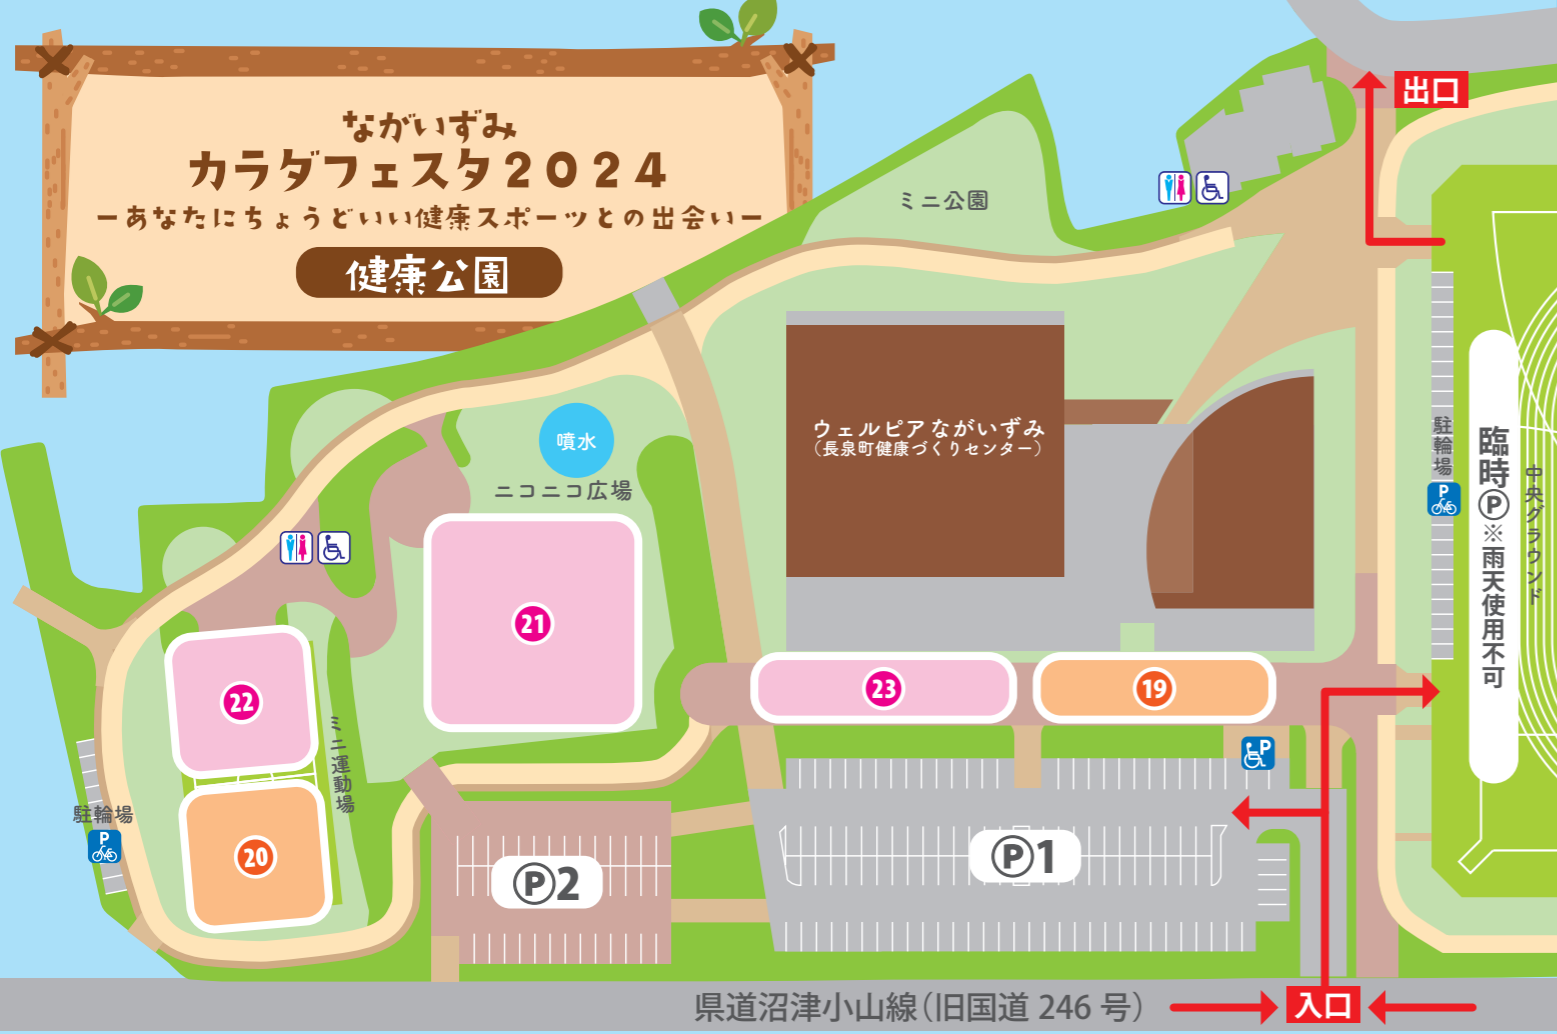 ながいずみ
カラダフェスタ2024
ーあなたにちょうどいい健康スポーツとの出会いー
健康公園
出口
ミニ公園
噴水
ニコニコ広場
ウェルピアながいずみ
（長泉町健康づくりセンター）
駐輪場
P
臨時Ⓟ※雨天使用不可
中央グラウンド
21
22
23
19
ミニ運動場
P
駐輪場
P
20
Ⓟ2
Ⓟ1
県道沼津小山線（旧国道 246 号）
入口